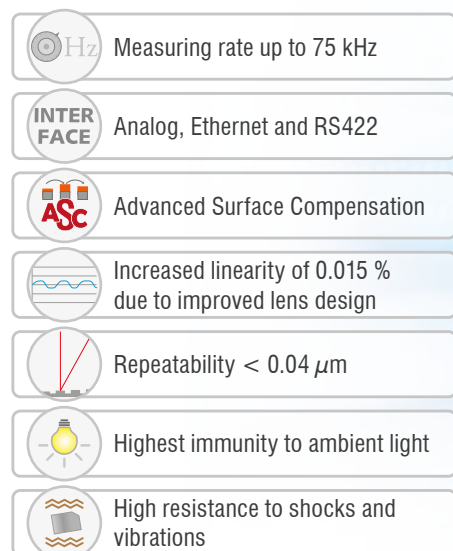 Hz
Measuring rate up to 75 kHz
INTER
FACE
Analog, Ethernet and RS422
ASC
Advanced Surface Compensation
Increased linearity of 0.015 %
due to improved lens design
Repeatability < 0.04 µm
Highest immunity to ambient light
High resistance to shocks and
vibrations